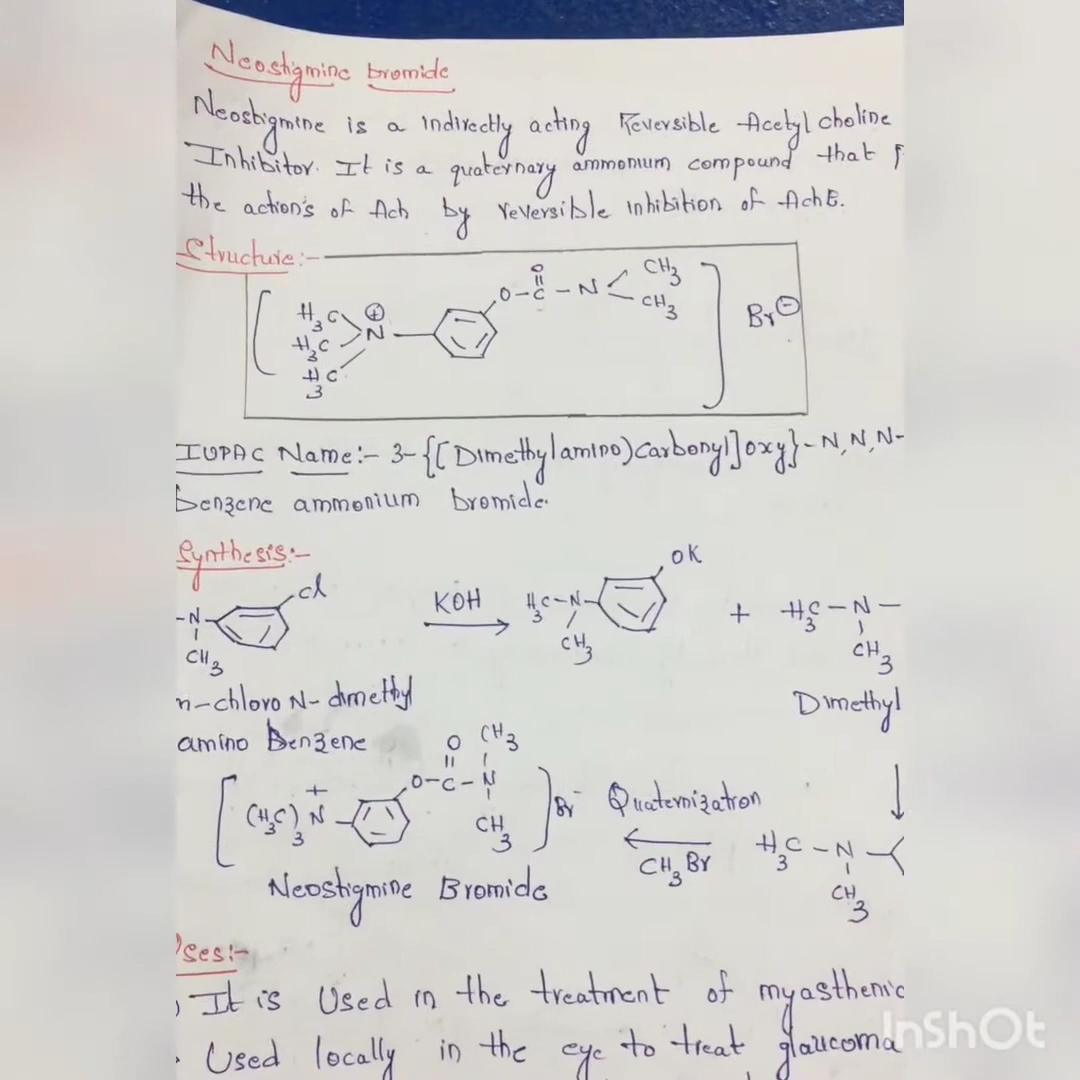 Neostigmine bromide
Neostigmine is a indirectly acting Reversible Acetyl choline
Inhibitor. It is a quaternary ammonium compound that
the action's of Ach by reversible inhibition of AchE.
Structure:-
[ H3C H3C H3C N ⊕ O-C-N CH3 CH3 O ] Br⊖
IUPAC Name:- 3-{[(Dimethylamino)carbonyl]oxy}-N,N,N-
benzene ammonium bromide.
Synthesis:-
-N- CH3 Cl KOH H3C-N- CH3 OK + H3C-N- CH3
-chloro N-dimethyl Dimethyl
amino Benzene
[ (H3C)3 N+ O-C-N O CH3 CH3 ] Br- Quaternization CH3Br H3C-N- CH3
Neostigmine Bromide
ses:-
) It is Used in the treatment of myasthenic
Used locally in the eye to treat glaucoma
InShOt